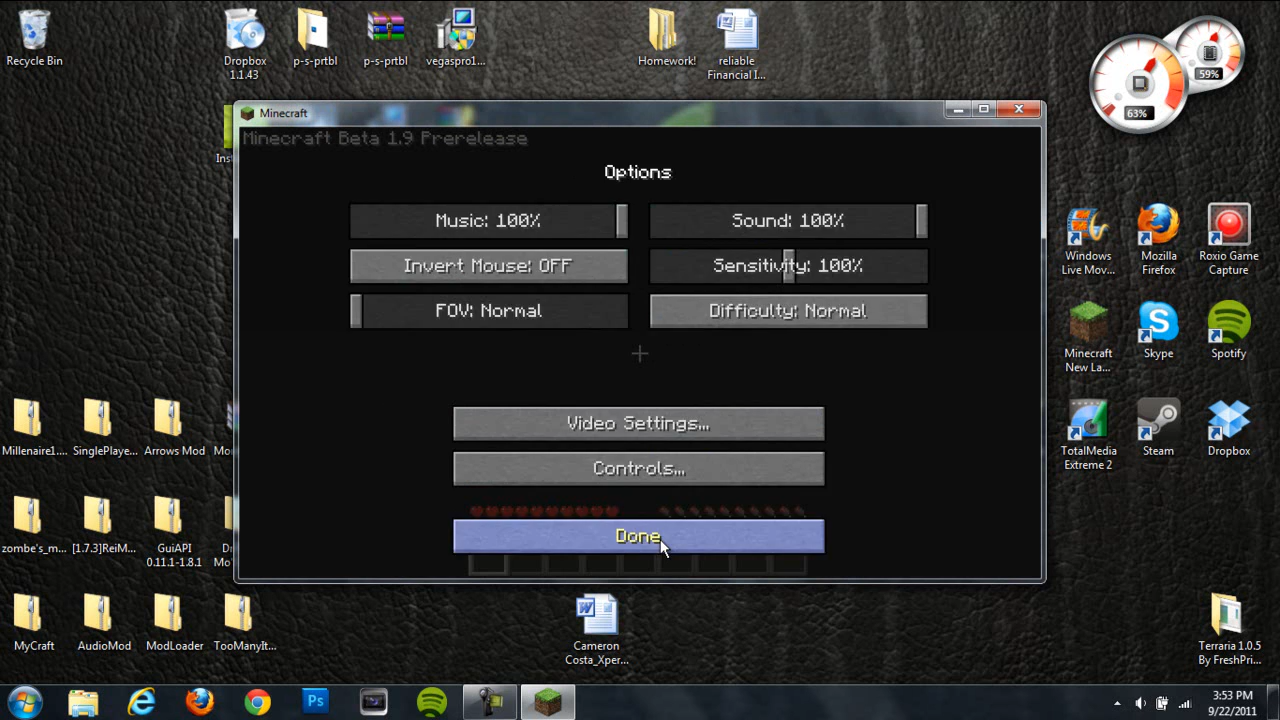 Recycle Bin
Dropbox
1.1.43
p-s-prtbl
p-s-prtbl
vegaspro1...
Homework!
reliable
Financial I...
59%
63%
Minecraft
Minecraft Beta 1.9 Prerelease
Options
Music: 100%
Sound: 100%
Invert Mouse: OFF
Sensitivity: 100%
FOV: Normal
Difficulty: Normal
Video Settings...
Controls...
Done
Windows
Live Mov...
Mozilla
Firefox
Roxio Game
Capture
Minecraft
New La...
Skype
Spotify
TotalMedia
Extreme 2
Steam
Dropbox
Millenaire1....
SinglePlaye...
Arrows Mod
zombe's_m...
[1.7.3]ReiM...
GuiAPI
0.11.1-1.8.1
MyCraft
AudioMod
ModLoader
TooManyIt...
Cameron
Costa_Xper...
Terraria 1.0.5
By FreshPri...
Ps
3:53 PM
9/22/2011